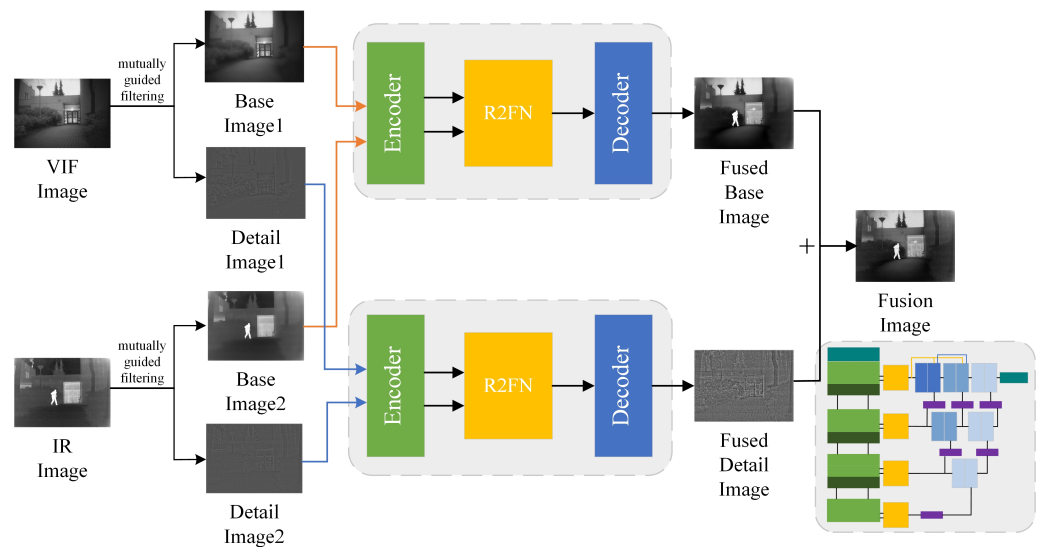 mutually
guided
filtering
VIF
Image
Base
Image1
Detail
Image1
mutually
guided
filtering
IR
Image
Base
Image2
Detail
Image2
Encoder
R2FN
Decoder
Encoder
R2FN
Decoder
Fused
Base
Image
Fused
Detail
Image
+
Fusion
Image